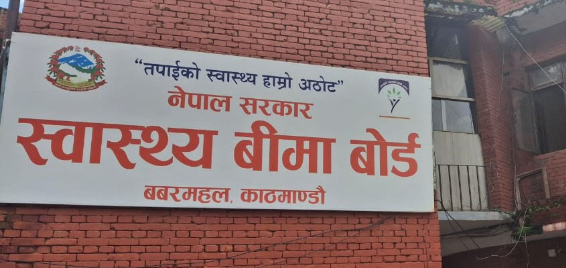 “तपाईको स्वास्थ्य हाम्रो अठोट”
नेपाल सरकार
स्वास्थ्य बीमा बोर्ड
बबरमहल, काठमाण्डौ